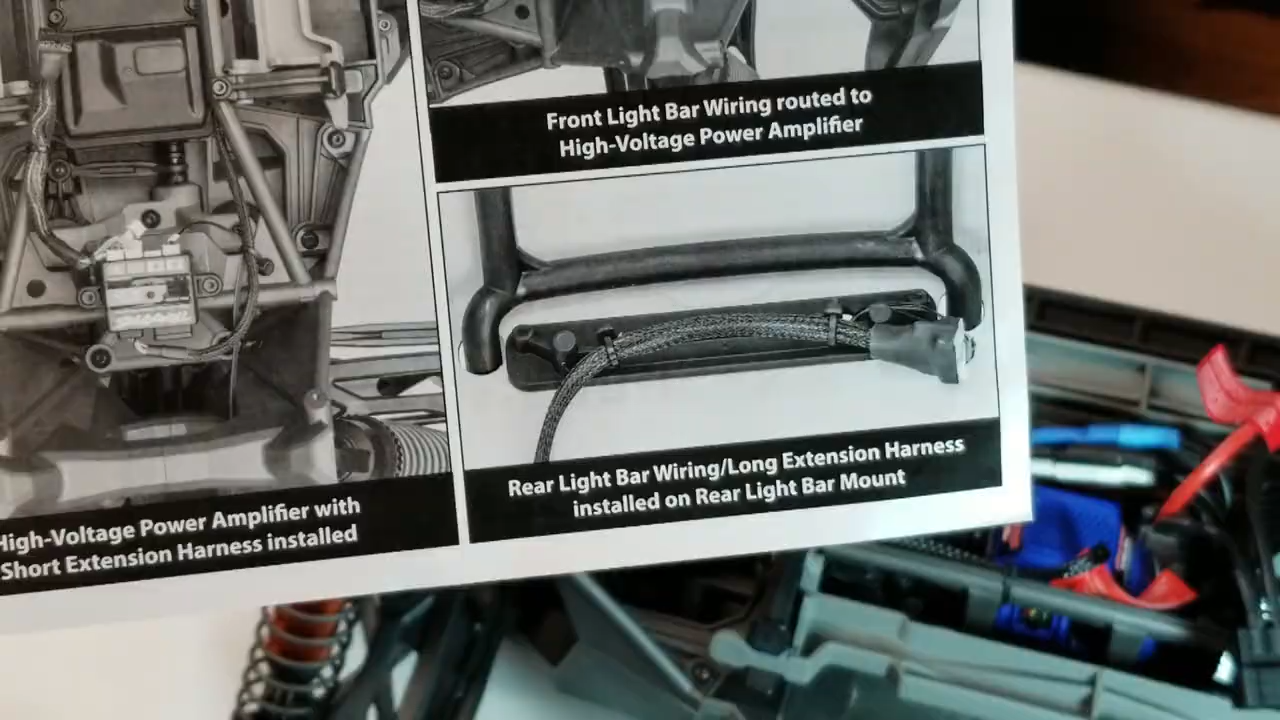 Front Light Bar Wiring routed to
High-Voltage Power Amplifier
Rear Light Bar Wiring/Long Extension Harness
installed on Rear Light Bar Mount
High-Voltage Power Amplifier with
Short Extension Harness installed